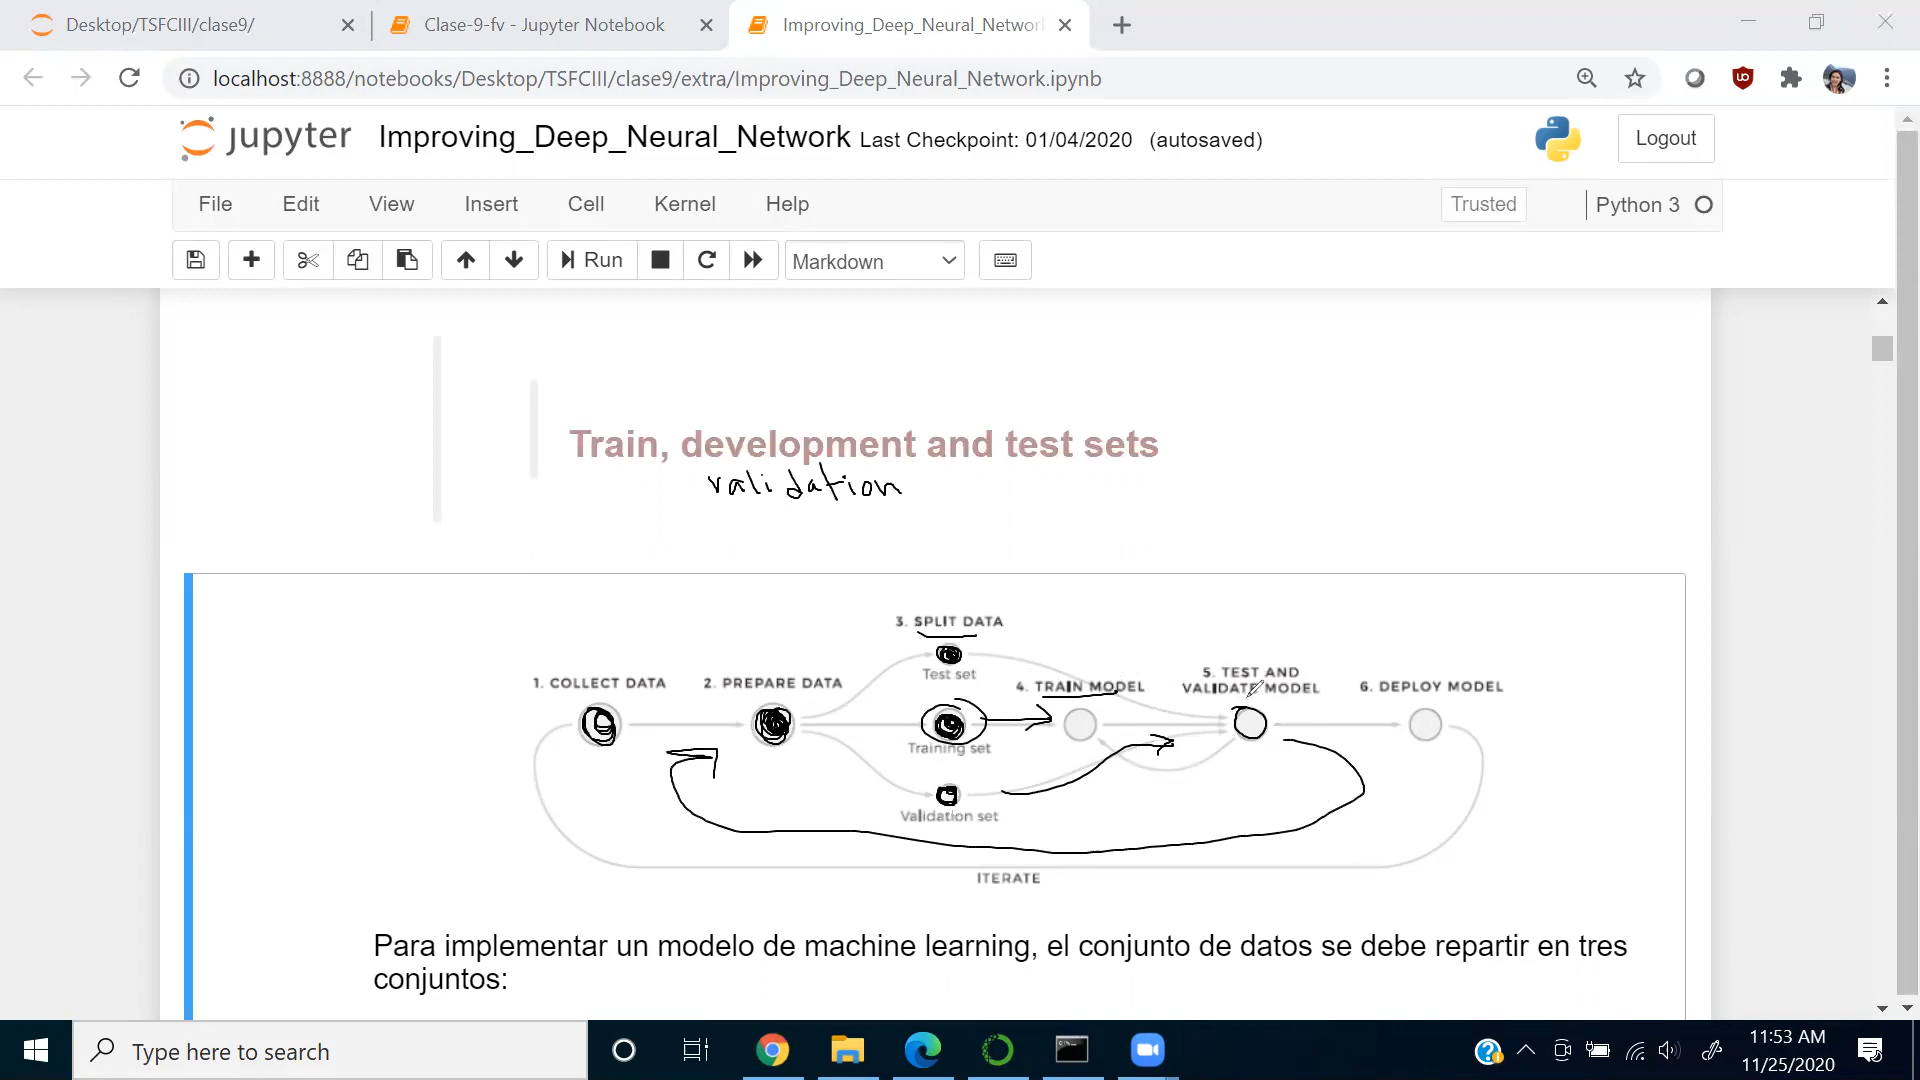 Desktop/TSFCIII/clase9/
Clase-9-fv - Jupyter Notebook
Improving_Deep_Neural_Networ
localhost:8888/notebooks/Desktop/TSFCIII/clase9/extra/Improving_Deep_Neural_Network.ipynb
jupyter Improving_Deep_Neural_Network Last Checkpoint: 01/04/2020 (autosaved)
Logout
File Edit View Insert Cell Kernel Help
Trusted
Python 3
Run
Markdown
Train, development and test sets
validation
3. SPLIT DATA
Test set
1. COLLECT DATA
2. PREPARE DATA
4. TRAIN MODEL
5. TEST AND
VALIDATE MODEL
6. DEPLOY MODEL
Training set
Validation set
ITERATE
Para implementar un modelo de machine learning, el conjunto de datos se debe repartir en tres
conjuntos:
Type here to search
11:53 AM
11/25/2020